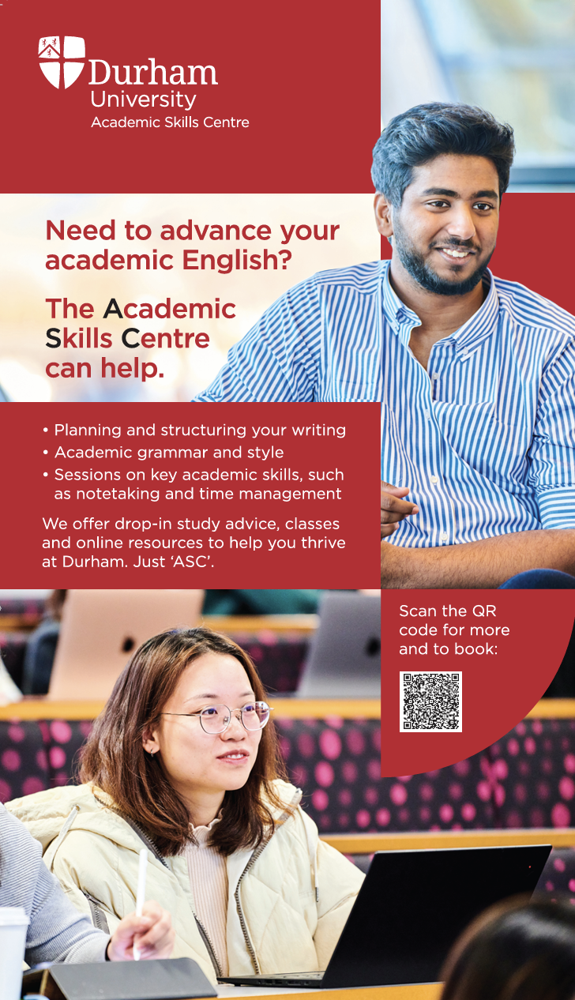 Durham
University
Academic Skills Centre
Need to advance your
academic English?
The Academic
Skills Centre
can help.
• Planning and structuring your writing
• Academic grammar and style
• Sessions on key academic skills, such
as notetaking and time management
We offer drop-in study advice, classes
and online resources to help you thrive
at Durham. Just ‘ASC’.
Scan the QR
code for more
and to book: